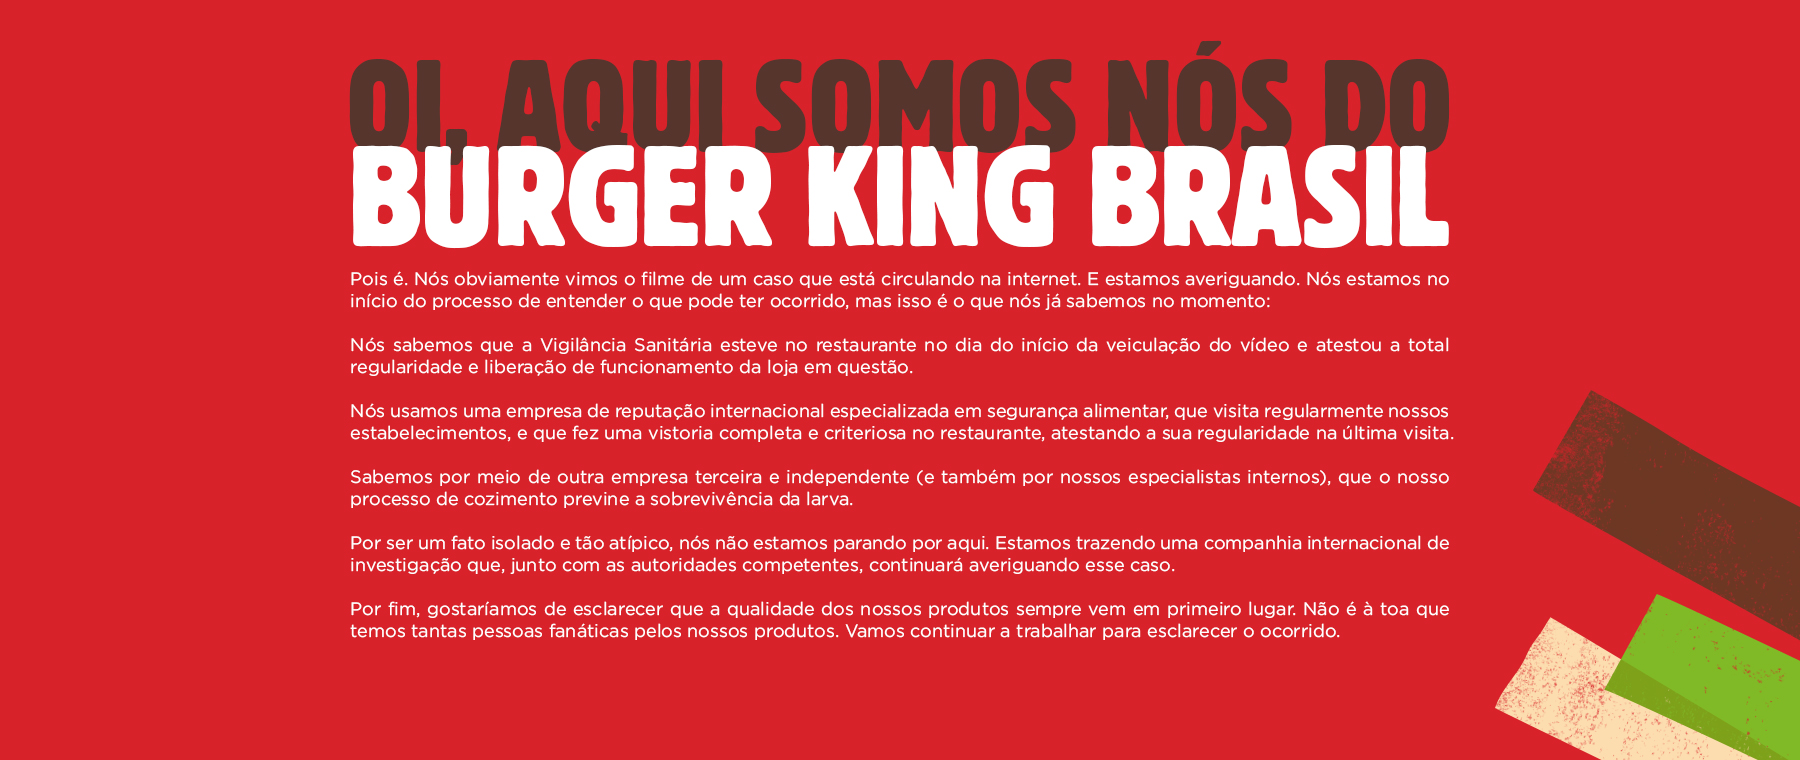 OI, AQUI SOMOS NÓS DO
BURGER KING BRASIL
Pois é. Nós obviamente vimos o filme de um caso que está circulando na internet. E estamos averiguando. Nós estamos no
início do processo de entender o que pode ter ocorrido, mas isso é o que nós já sabemos no momento:
Nós sabemos que a Vigilância Sanitária esteve no restaurante no dia do início da veiculação do vídeo e atestou a total
regularidade e liberação de funcionamento da loja em questão.
Nós usamos uma empresa de reputação internacional especializada em segurança alimentar, que visita regularmente nossos
estabelecimentos, e que fez uma vistoria completa e criteriosa no restaurante, atestando a sua regularidade na última visita.
Sabemos por meio de outra empresa terceira e independente (e também por nossos especialistas internos), que o nosso
processo de cozimento previne a sobrevivência da larva.
Por ser um fato isolado e tão atípico, nós não estamos parando por aqui. Estamos trazendo uma companhia internacional de
investigação que, junto com as autoridades competentes, continuará averiguando esse caso.
Por fim, gostaríamos de esclarecer que a qualidade dos nossos produtos sempre vem em primeiro lugar. Não é à toa que
temos tantas pessoas fanáticas pelos nossos produtos. Vamos continuar a trabalhar para esclarecer o ocorrido.